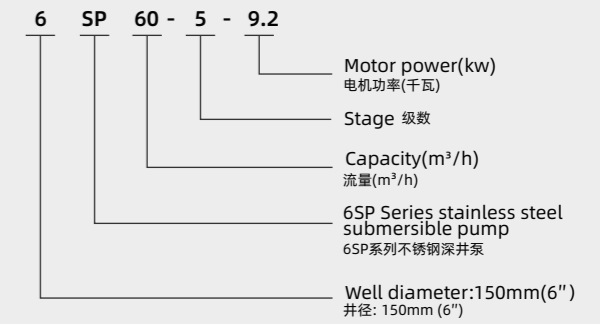 6 SP 60 - 5 - 9.2
Motor power(kw)
电机功率(千瓦)
Stage 级数
Capacity(m³/h)
流量(m³/h)
6SP Series stainless steel
submersible pump
6SP系列不锈钢深井泵
Well diameter:150mm(6″)
井径: 150mm (6″)